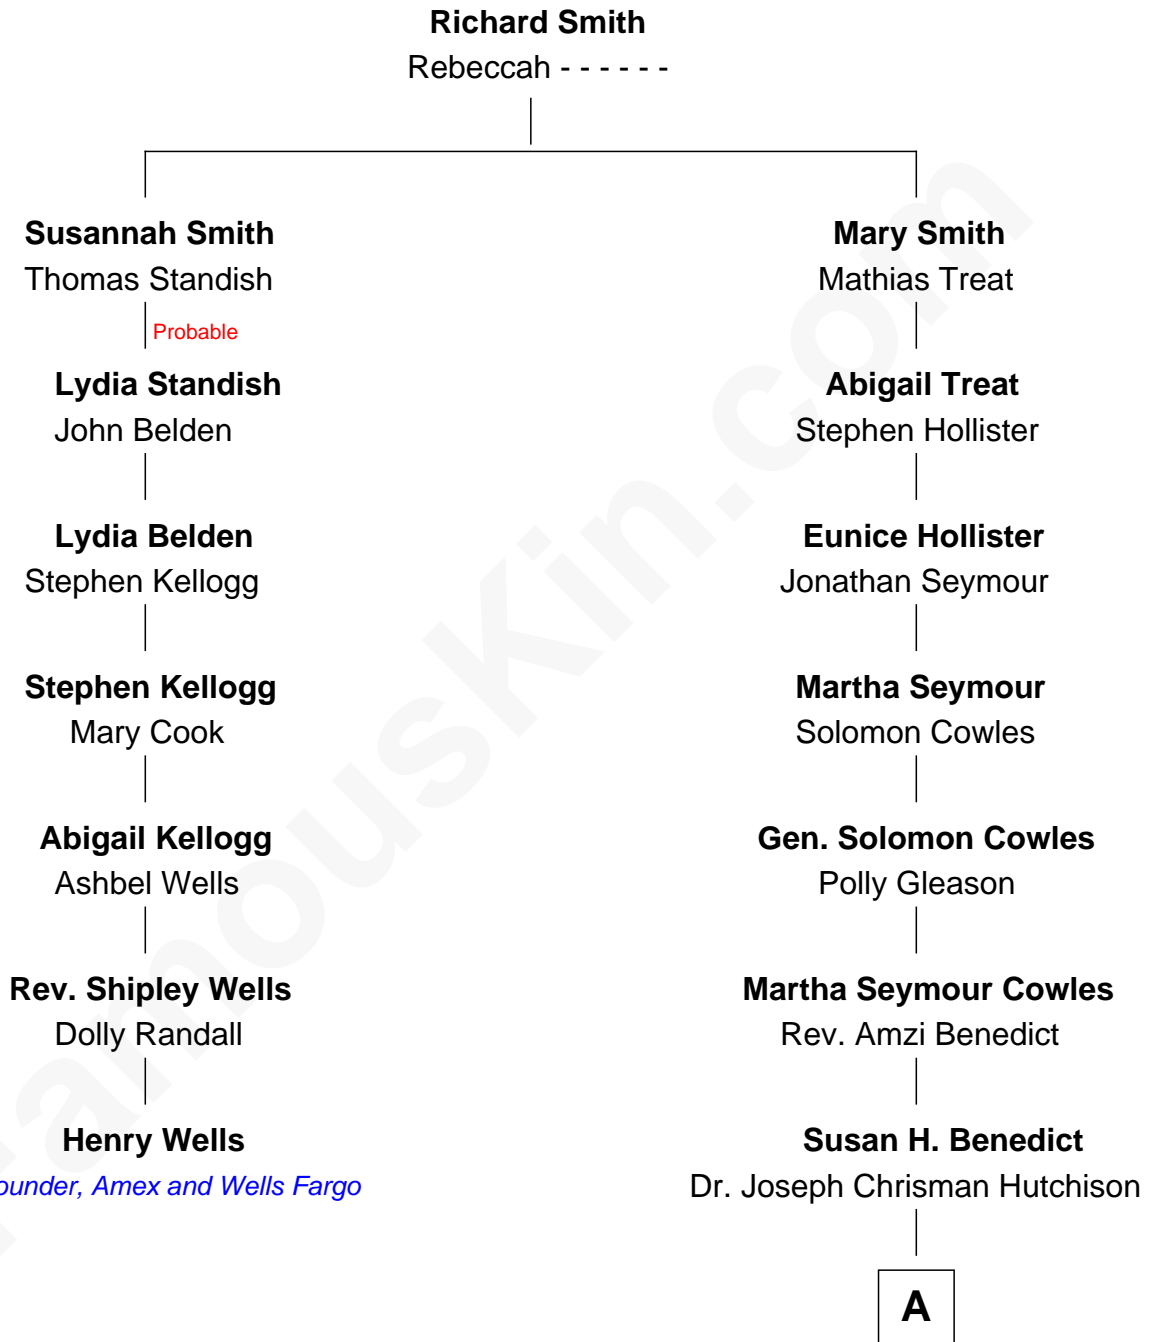 Richard Smith
Rebeccah - - - - - -
Susannah Smith
Thomas Standish
Probable
Lydia Standish
John Belden
Lydia Belden
Stephen Kellogg
Stephen Kellogg
Mary Cook
Abigail Kellogg
Ashbel Wells
Rev. Shipley Wells
Dolly Randall
Henry Wells
ounder, Amex and Wells Fargo
Mary Smith
Mathias Treat
Abigail Treat
Stephen Hollister
Eunice Hollister
Jonathan Seymour
Martha Seymour
Solomon Cowles
Gen. Solomon Cowles
Polly Gleason
Martha Seymour Cowles
Rev. Amzi Benedict
Susan H. Benedict
Dr. Joseph Chrisman Hutchison
A
FamousKin.com